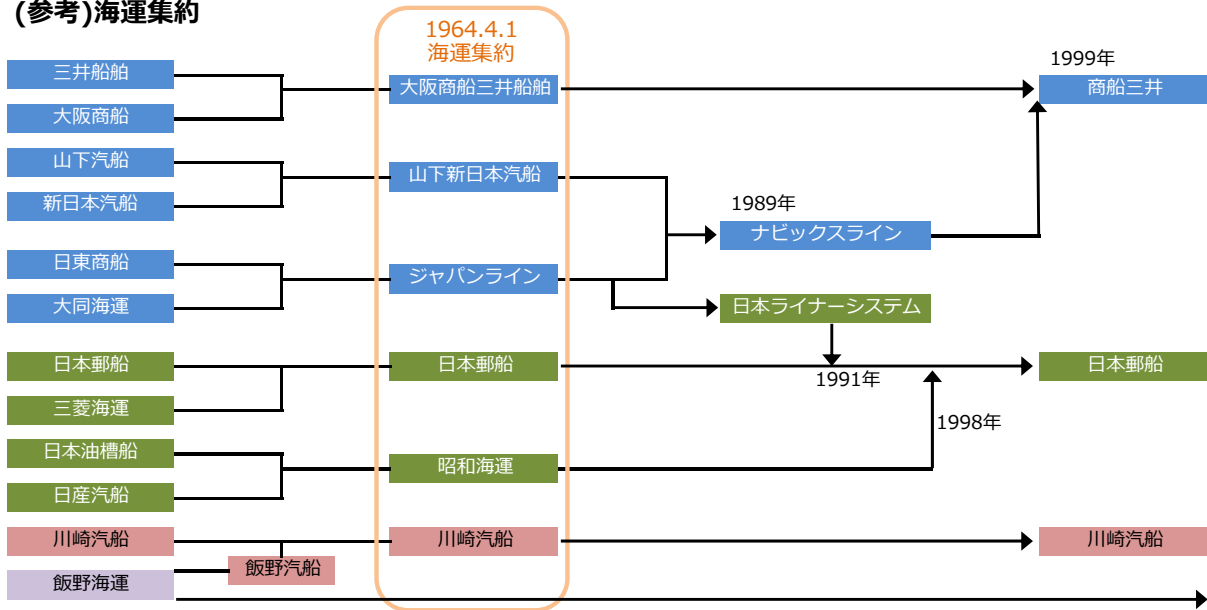 (参考)海運集約
1964.4.1
海運集約
1999年
三井船舶
大阪商船三井船舶
商船三井
大阪商船
山下汽船
山下新日本汽船
新日本汽船
1989年
ナビックスライン
日東商船
ジャパンライン
大同海運
日本ライナーシステム
日本郵船
日本郵船
日本郵船
1991年
三菱海運
1998年
日本油槽船
昭和海運
日産汽船
川崎汽船
川崎汽船
川崎汽船
飯野汽船
飯野海運